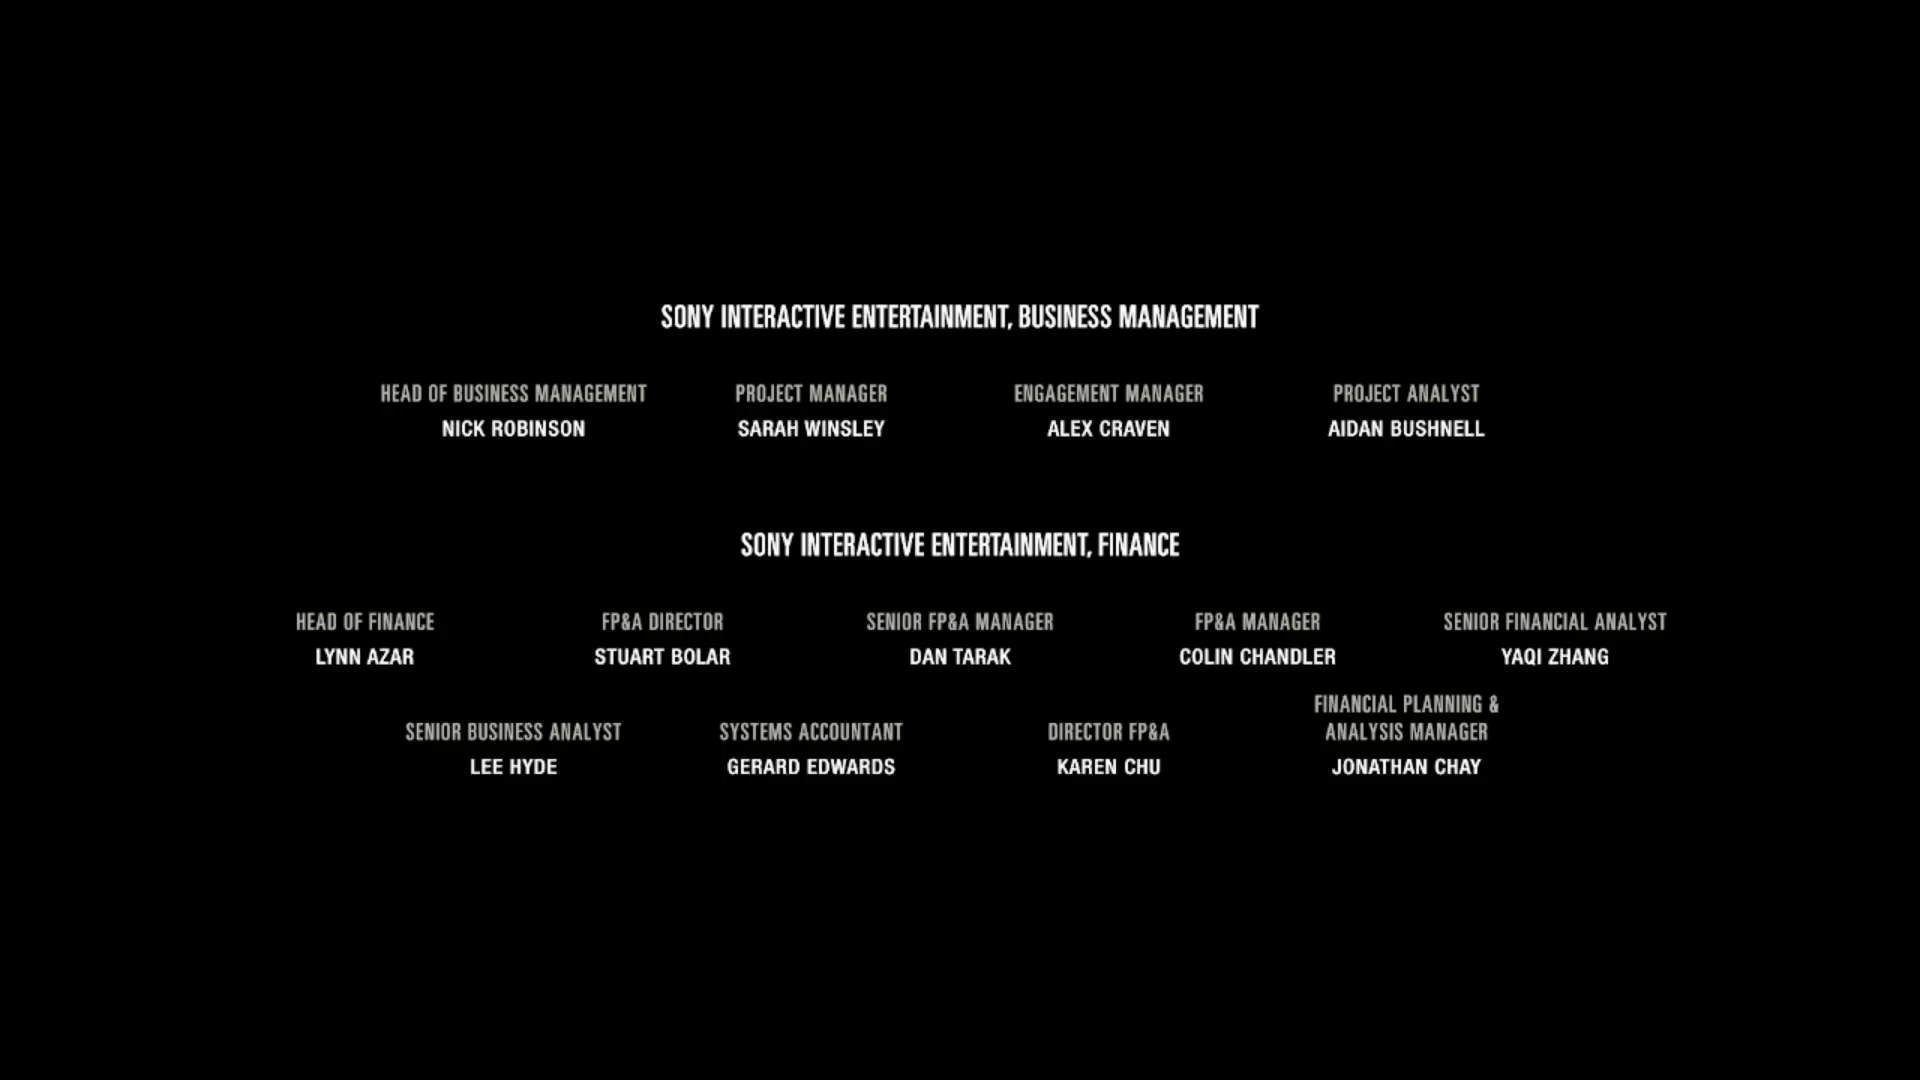 SONY INTERACTIVE ENTERTAINMENT, BUSINESS MANAGEMENT
HEAD OF BUSINESS MANAGEMENT
NICK ROBINSON
PROJECT MANAGER
SARAH WINSLEY
ENGAGEMENT MANAGER
ALEX CRAVEN
PROJECT ANALYST
AIDAN BUSHNELL
SONY INTERACTIVE ENTERTAINMENT, FINANCE
HEAD OF FINANCE
LYNN AZAR
FP&A DIRECTOR
STUART BOLAR
SENIOR FP&A MANAGER
DAN TARAK
FP&A MANAGER
COLIN CHANDLER
SENIOR FINANCIAL ANALYST
YAQI ZHANG
SENIOR BUSINESS ANALYST
LEE HYDE
SYSTEMS ACCOUNTANT
GERARD EDWARDS
DIRECTOR FP&A
KAREN CHU
FINANCIAL PLANNING &
ANALYSIS MANAGER
JONATHAN CHAY